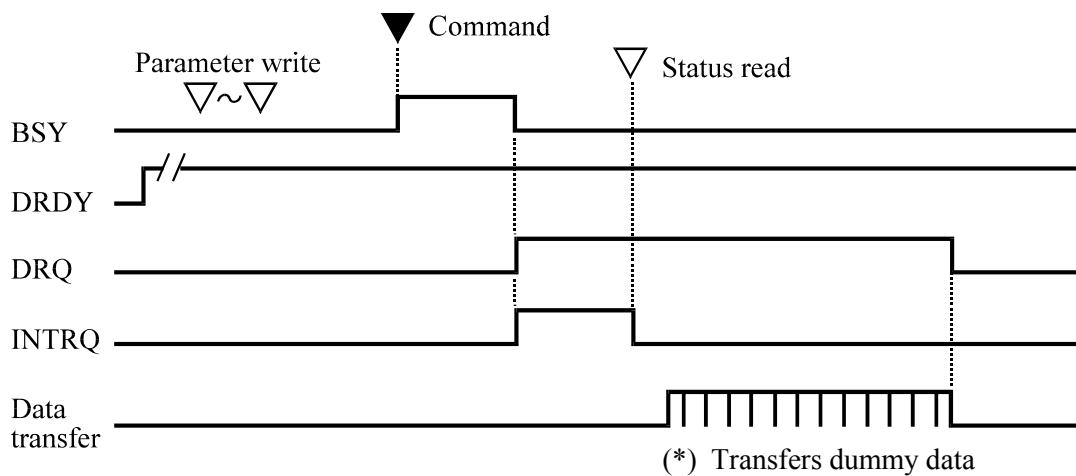 Command
Parameter write
Status read
BSY
DRDY
DRQ
INTRQ
Data
transfer
(*) Transfers dummy data